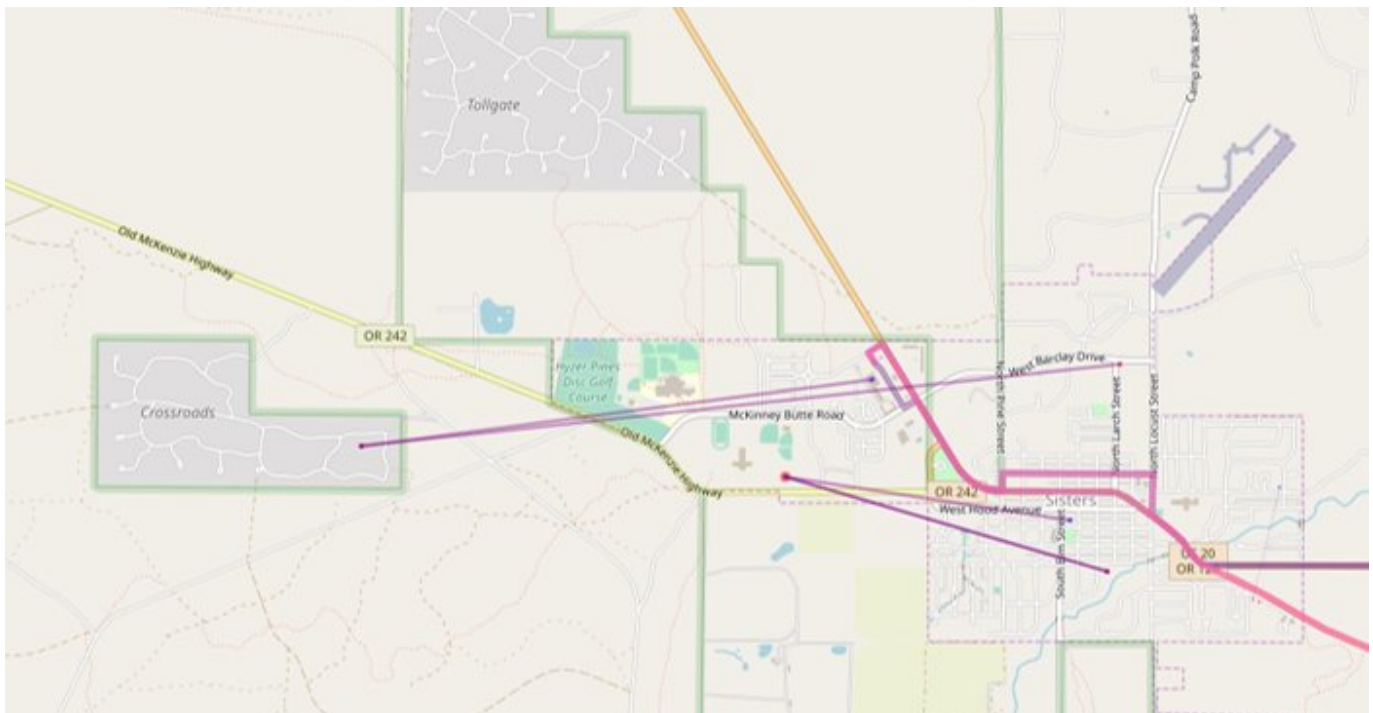 Tollgate
Camp Polk Road
Old McKenzie Highway
OR 242
Hyzer Pines
Disc Golf
Course
West Barclay Drive
North Pine Street
Crossroads
McKinney Butte Road
North Larch Street
North Locust Street
Old McKenzie Highway
OR 242
Sisters
West Hood Avenue
South Elm Street
20
OR 12